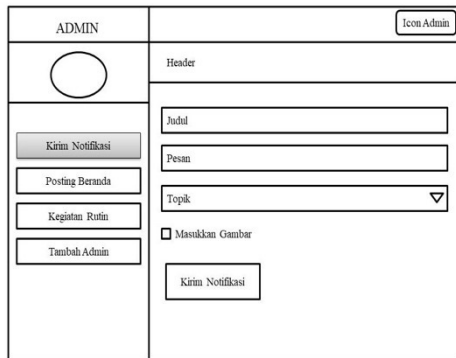 ADMIN
Icon Admin
Header
Kirim Notifikasi
Posting Beranda
Kegiatan Rutin
Tambah Admin
Judul
Pesan
Topik
Masukkan Gambar
Kirim Notifikasi